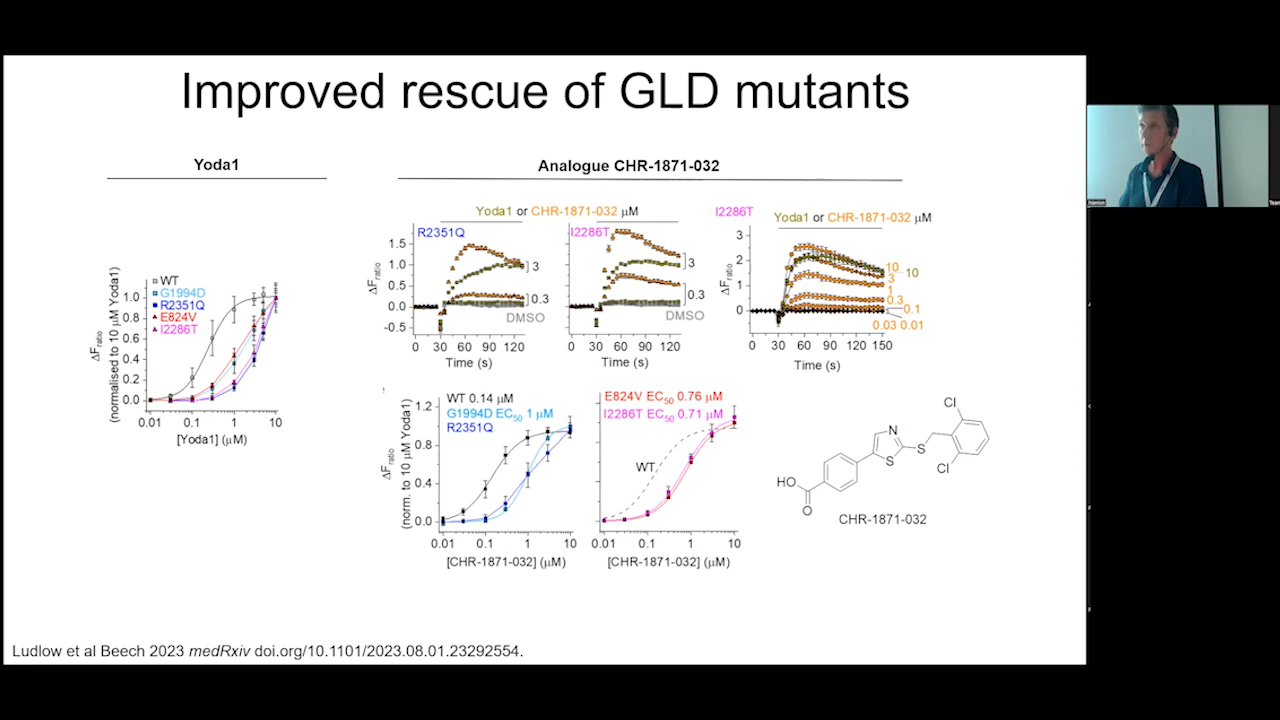 Improved rescue of GLD mutants
Yoda1
Analogue CHR-1871-032
WT
G1994D
R2351Q
E824V
I2286T
ΔF ratio
(normalised to 10 μM Yoda1)
1.0
0.8
0.6
0.4
0.2
0.0
0.01 0.1 1 10
[Yoda1] (μM)
Yoda1 or CHR-1871-032 μM
R2351Q
ΔF ratio
1.5
1.0
0.5
0.0
-0.5
3
0.3
DMSO
0 30 60 90 120
Time (s)
I2286T
3
0.3
DMSO
0 30 60 90 120
Time (s)
I2286T
Yoda1 or CHR-1871-032 μM
ΔF ratio
3
2
1
0
10
10
3
1
0.3
0.1
0.03 0.01
0 30 60 90 120 150
Time (s)
WT 0.14 μM
G1994D EC50 1 μM
R2351Q
ΔF ratio
(norm. to 10 μM Yoda1)
1.2
0.8
0.4
0.0
0.01 0.1 1 10
[CHR-1871-032] (μM)
E824V EC50 0.76 μM
I2286T EC50 0.71 μM
WT
0.01 0.1 1 10
[CHR-1871-032] (μM)
Cl
N
S
S
Cl
HO
O
CHR-1871-032
Ludlow et al Beech 2023 medRxiv doi.org/10.1101/2023.08.01.23292554.